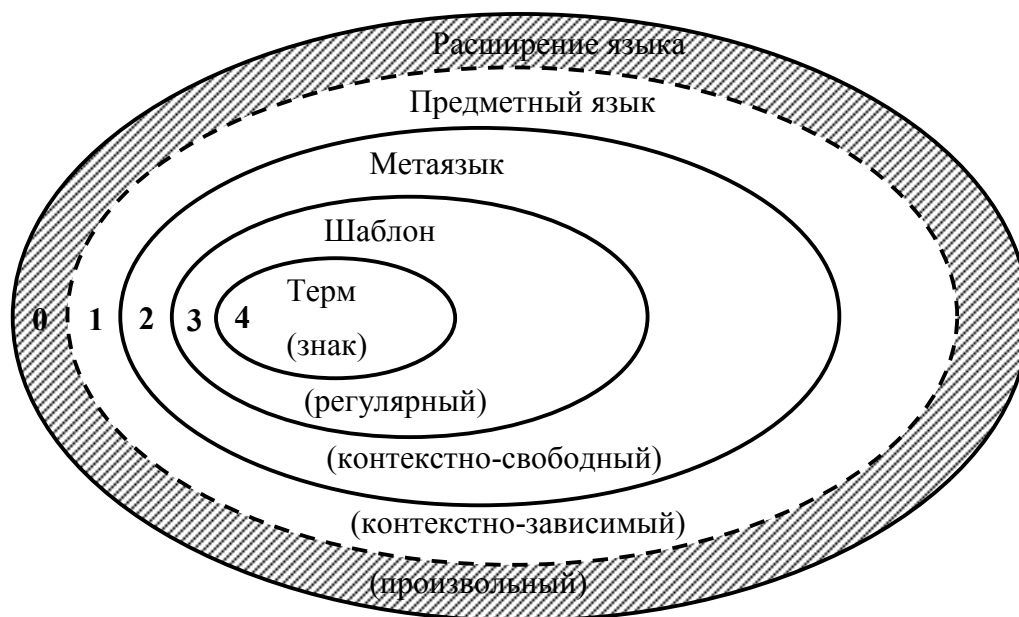 Расширение языка
Предметный язык
Метаязык
Шаблон
Терм
0 1 2 3 4
(знак)
(регулярный)
(контекстно-свободный)
(контекстно-зависимый)
(произвольный)